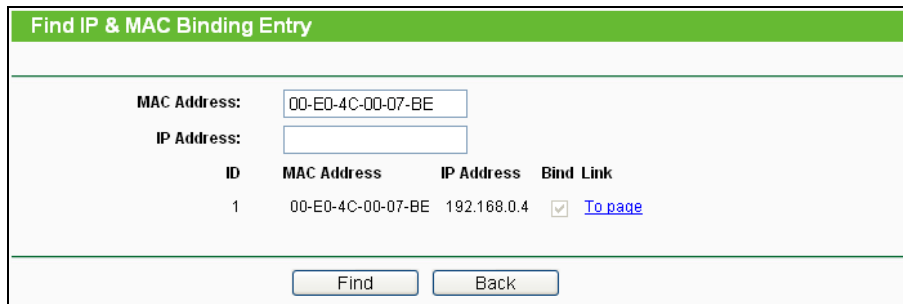 Find IP & MAC Binding Entry
MAC Address: 00-E0-4C-00-07-BE
IP Address:
ID MAC Address IP Address Bind Link
1 00-E0-4C-00-07-BE 192.168.0.4 To page
Find Back